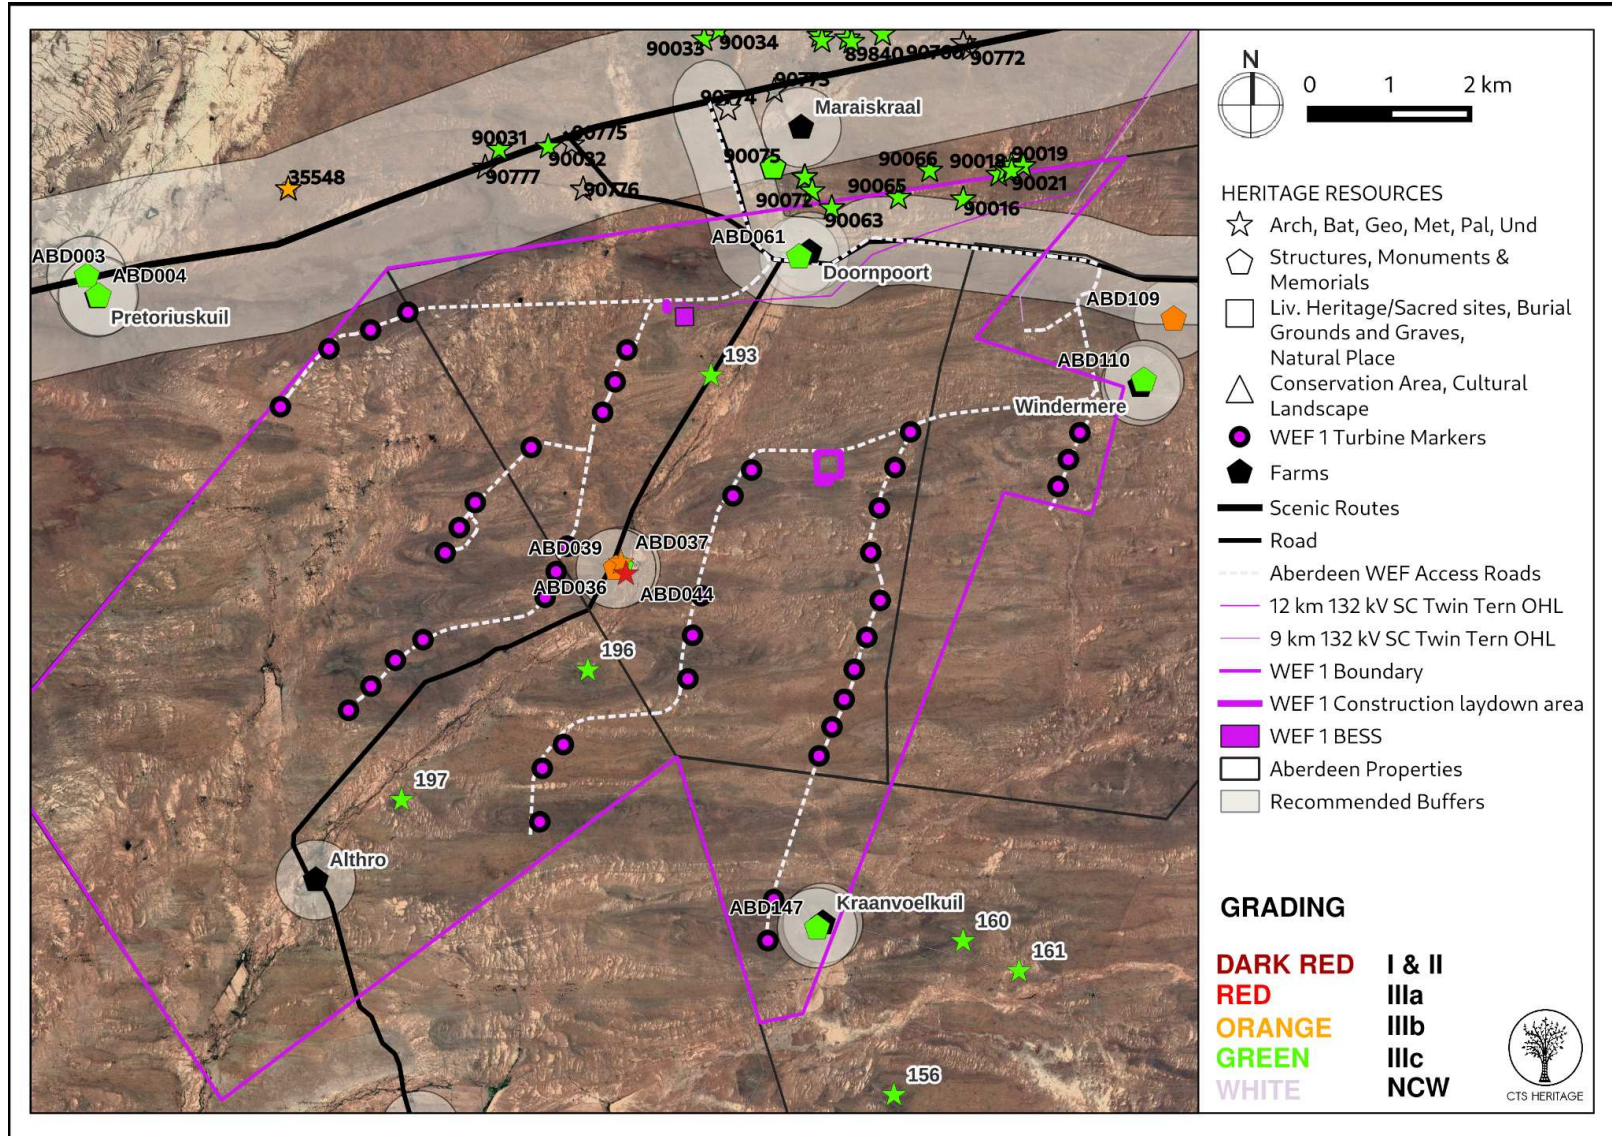 90033
90034
89840
90772
90773
90774
Maraiskraal
90031
90775
90032
90777
90776
35548
90075
90066
90018
90019
90021
90072
90065
90063
90016
ABD003
ABD004
Pretoriuskuil
ABD061
Doornpoort
ABD109
ABD110
Windermere
193
ABD039
ABD037
ABD036
ABD044
196
197
Althro
ABD147
Kraanvoelkuil
160
161
156
N
0 1 2 km
HERITAGE RESOURCES
Arch, Bat, Geo, Met, Pal, Und
Structures, Monuments &
Memorials
Liv. Heritage/Sacred sites, Burial
Grounds and Graves,
Natural Place
Conservation Area, Cultural
Landscape
WEF 1 Turbine Markers
Farms
Scenic Routes
Road
Aberdeen WEF Access Roads
12 km 132 kV SC Twin Tern OHL
9 km 132 kV SC Twin Tern OHL
WEF 1 Boundary
WEF 1 Construction laydown area
WEF 1 BESS
Aberdeen Properties
Recommended Buffers
GRADING
DARK RED I & II
RED IIIa
ORANGE IIIb
GREEN IIIc
WHITE NCW
CTS HERITAGE